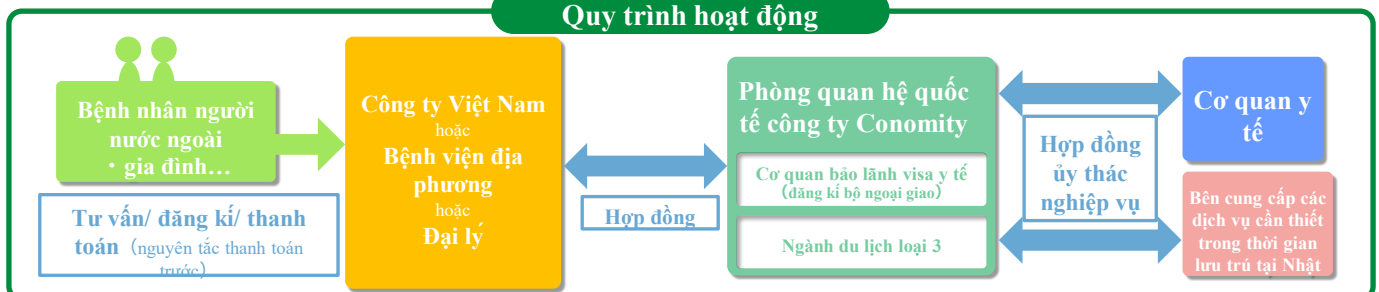 Quy trình hoạt động
Bệnh nhân người
nước ngoài
・gia đình…
Tư vấn/ đăng kí/ thanh
toán（nguyên tắc thanh toán
trước）
Công ty Việt Nam
hoặc
Bệnh viện địa
phương
hoặc
Đại lý
Hợp đồng
Phòng quan hệ quốc
tế công ty Conomity
Cơ quan bảo lãnh visa y tế
（đăng kí bộ ngoại giao）
Ngành du lịch loại 3
Hợp đồng
ủy thác
nghiệp vụ
Cơ quan y
tế
Bên cung cấp các
dịch vụ cần thiết
trong thời gian
lưu trú tại Nhật